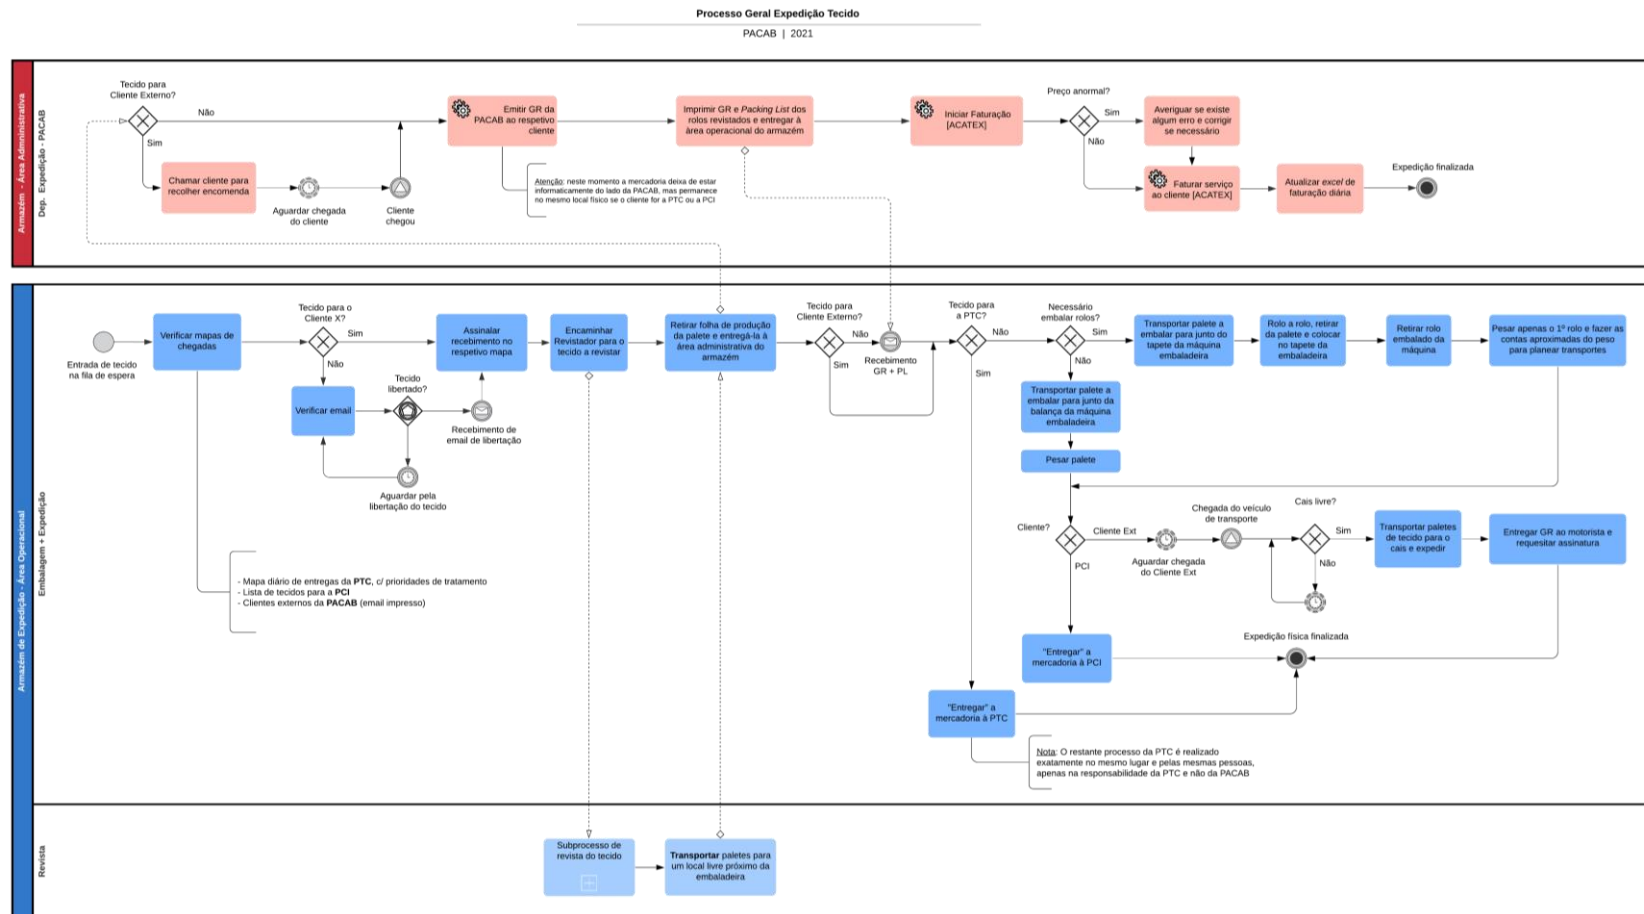 Processo Geral Expedição Tecido
PACAB | 2021
Armazém - Área Administrativa
Dep. Expedição - PACAB
Tecido para
Cliente Externo?
Não
Sim
Chamar cliente para
recolher encomenda
Aguardar chegada
do cliente
Cliente
chegou
Emitir GR da
PACAB ao respetivo
cliente
Atenção: neste momento a mercadoria deixa de estar
informaticamente do lado da PACAB, mas permanece
no mesmo local físico se o cliente for a PTC ou a PCI
Imprimir GR e Packing List dos
rolos revistados e entregar à
área operacional do armazém
Iniciar Faturação
[ACATEX]
Preço anormal?
Sim
Não
Averiguar se existe
algum erro e corrigir
se necessário
Faturar serviço
ao cliente [ACATEX]
Atualizar excel de
faturação diária
Expedição finalizada
Armazém de Expedição - Área Operacional
Embalagem + Expedição
Entrada de tecido
na fila de espera
Verificar mapas de
chegadas
- Mapa diário de entregas da PTC, c/ prioridades de tratamento
- Lista de tecidos para a PCI
- Clientes externos da PACAB (email impresso)
Tecido para o
Cliente X?
Sim
Não
Verificar email
Tecido
libertado?
Aguardar pela
libertação do tecido
Recebimento de
email de libertação
Assinalar
recebimento no
respetivo mapa
Encaminhar
Revistador para o
tecido a revistar
Retirar folha de produção
da palete e entregá-la à
área administrativa do
armazém
Tecido para
Cliente Externo?
Não
Sim
Recebimento
GR + PL
Tecido para
a PTC?
Não
Sim
Necessário
embalar rolos?
Sim
Não
Transportar palete a
embalar para junto do
tapete da máquina
embaladeira
Rolo a rolo, retirar
da palete e colocar
no tapete da
embaladeira
Retirar rolo
embalado da
máquina
Pesar apenas o 1º rolo e fazer as
contas aproximadas do peso
para planear transportes
Transportar palete a
embalar para junto da
balança da máquina
embaladeira
Pesar palete
Cliente?
Cliente Ext
PCI
Aguardar chegada
do Cliente Ext
Chegada do veículo
de transporte
Cais livre?
Sim
Não
Transportar paletes
de tecido para o
cais e expedir
Entregar GR ao motorista e
requesitar assinatura
"Entregar" a
mercadoria à PCI
Expedição física finalizada
"Entregar" a
mercadoria à PTC
Nota: O restante processo da PTC é realizado
exatamente no mesmo lugar e pelas mesmas pessoas,
apenas na responsabilidade da PTC e não da PACAB
Revista
Subprocesso de
revista do tecido
Transportar paletes para
um local livre próximo da
embaladeira